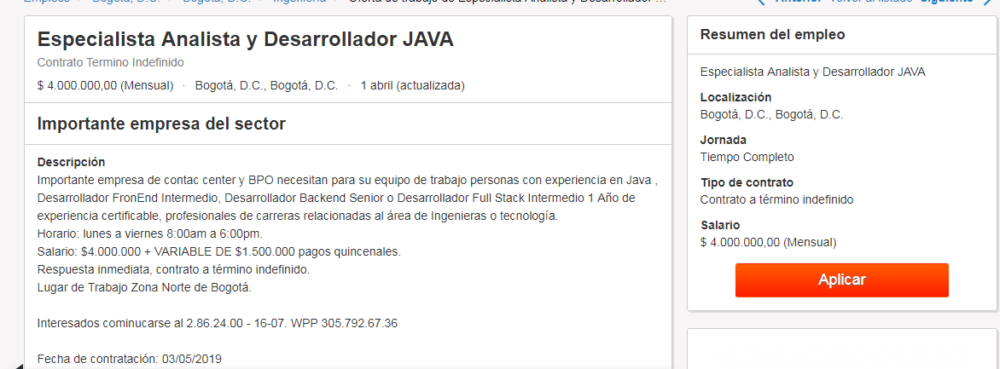 Empleos Bogotá, D.C. Bogotá, D.C. Ingeniería Oferta de trabajo de Especialista Analista y Desarrollador ...
Anterior Volver al listado Siguiente
Especialista Analista y Desarrollador JAVA
Contrato Termino Indefinido
$ 4.000.000,00 (Mensual) · Bogotá, D.C., Bogotá, D.C. · 1 abril (actualizada)
Importante empresa del sector
Descripción
Importante empresa de contac center y BPO necesitan para su equipo de trabajo personas con experiencia en Java ,
Desarrollador FronEnd Intermedio, Desarrollador Backend Senior o Desarrollador Full Stack Intermedio 1 Año de
experiencia certificable, profesionales de carreras relacionadas al área de Ingenieras o tecnología.
Horario: lunes a viernes 8:00am a 6:00pm.
Salario: $4.000.000 + VARIABLE DE $1.500.000 pagos quincenales.
Respuesta inmediata, contrato a término indefinido.
Lugar de Trabajo Zona Norte de Bogotá.
Interesados cominucarse al 2.86.24.00 - 16-07. WPP 305.792.67.36
Fecha de contratación: 03/05/2019
Resumen del empleo
Especialista Analista y Desarrollador JAVA
Localización
Bogotá, D.C., Bogotá, D.C.
Jornada
Tiempo Completo
Tipo de contrato
Contrato a término indefinido
Salario
$ 4.000.000,00 (Mensual)
Aplicar